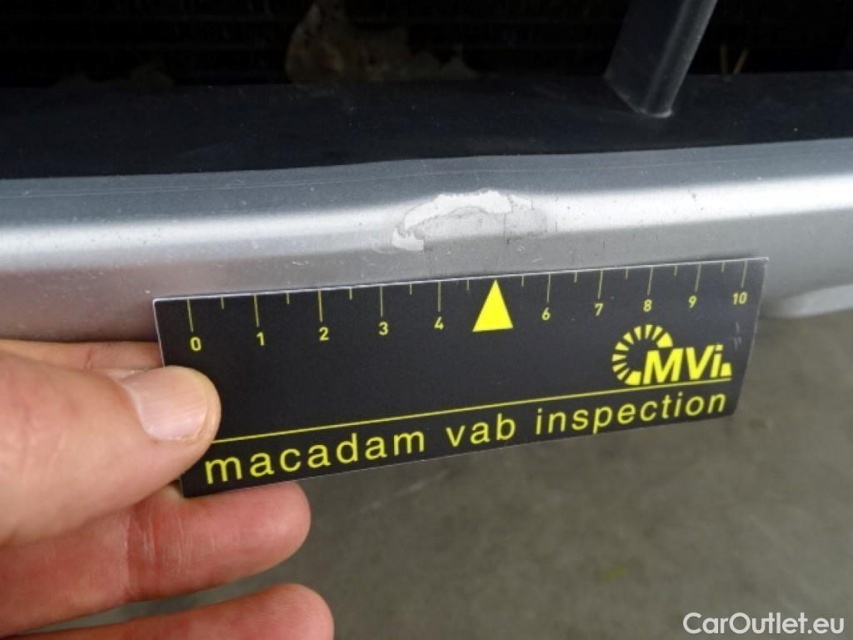 0 1 2 3 4 6 7 8 9 10
MVi.
macadam vab inspection
CarOutlet.eu